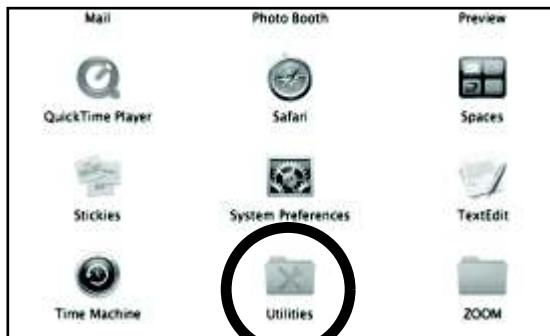 Mail Photo Booth Preview
QuickTime Player Safari Spaces
Stickies System Preferences TextEdit
Time Machine Utilities ZOOM